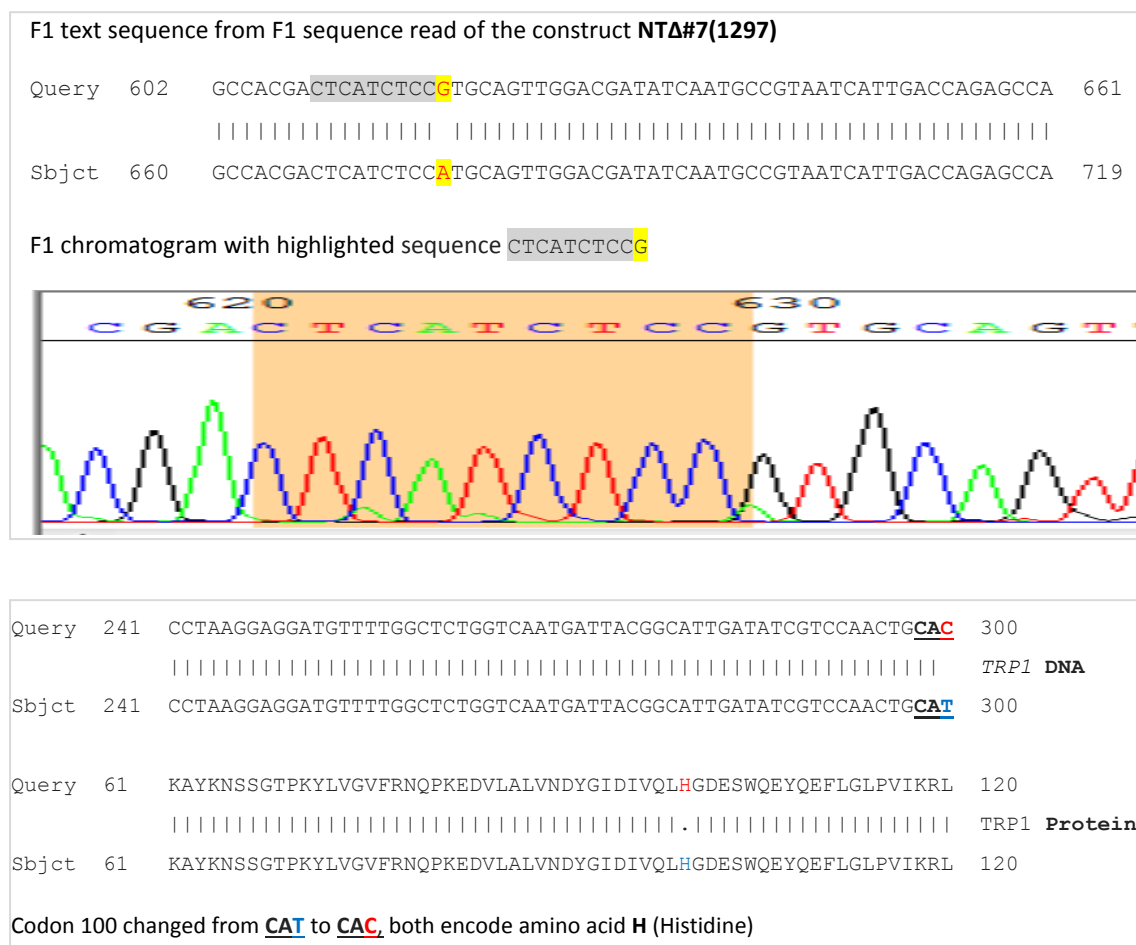 F1 text sequence from F1 sequence read of the construct NTΔ#7(1297)
Query 602 GCCACGACTCATCTCCGTGCAGTTGGACGATATCAATGCCGTAATCATTGACCAGAGCCA 661
|||||||||||||||| |||||||||||||||||||||||||||||||||||||||||||
Sbjct 660 GCCACGACTCATCTCCATGCAGTTGGACGATATCAATGCCGTAATCATTGACCAGAGCCA 719
F1 chromatogram with highlighted sequence CTCATCTCCG
620 630
C G A C T C A T C T C C G T G C A G T
Query 241 CCTAAGGAGGATGTTTTGGCTCTGGTCAATGATTACGGCATTGATATCGTCCAACTGCAC 300
||||||||||||||||||||||||||||||||||||||||||||||||||||||||||| TRP1 DNA
Sbjct 241 CCTAAGGAGGATGTTTTGGCTCTGGTCAATGATTACGGCATTGATATCGTCCAACTGCAT 300
Query 61 KAYKNSSGTPKYLVGVFRNQPKEDVLALVNDYGIDIVQLHGDESWQEYQEFLGLPVIKRL 120
|||||||||||||||||||||||||||||||||||||||.|||||||||||||||||||| TRP1 Protein
Sbjct 61 KAYKNSSGTPKYLVGVFRNQPKEDVLALVNDYGIDIVQLHGDESWQEYQEFLGLPVIKRL 120
Codon 100 changed from CAT to CAC, both encode amino acid H (Histidine)